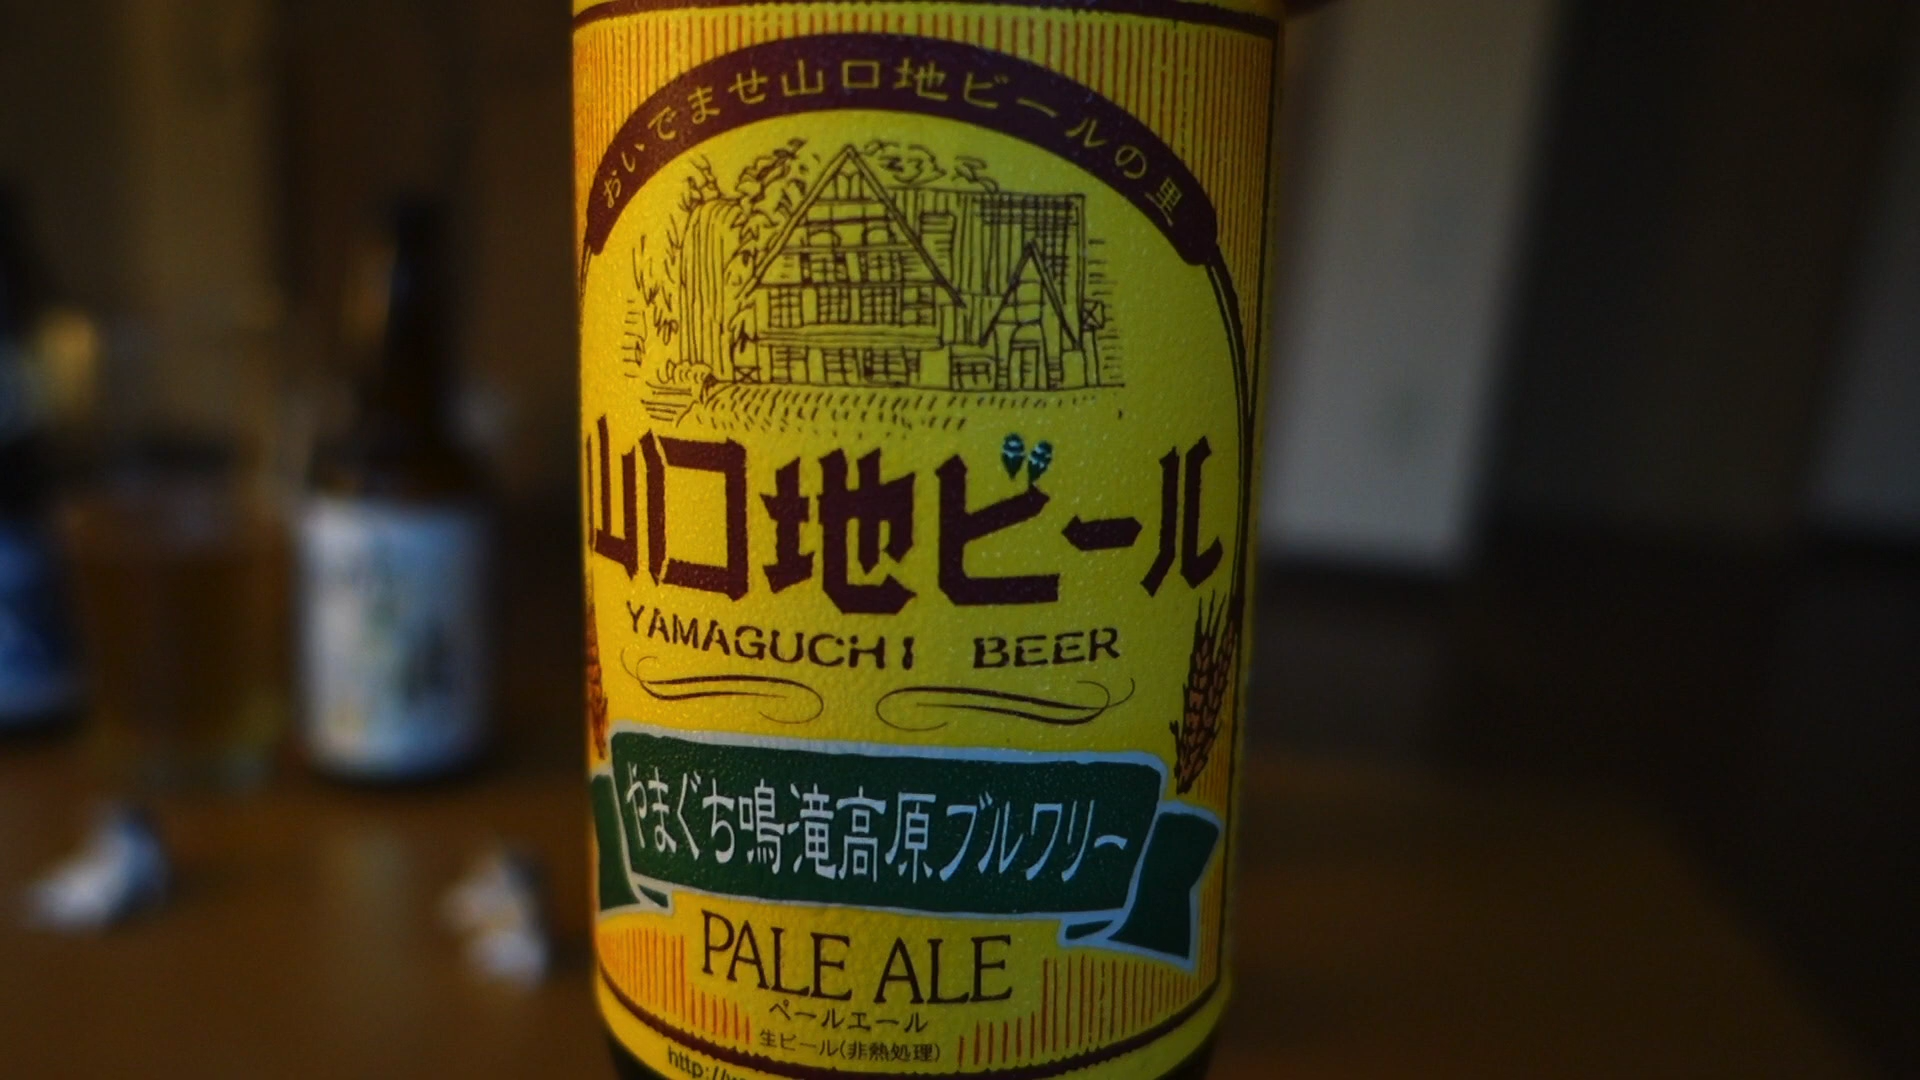 おいでませ山口地ビールの里
山口地ビール
YAMAGUCHI BEER
やまぐち鳴滝高原ブルワリー
PALE ALE
ペールエール
生ビール(非熱処理)
http://